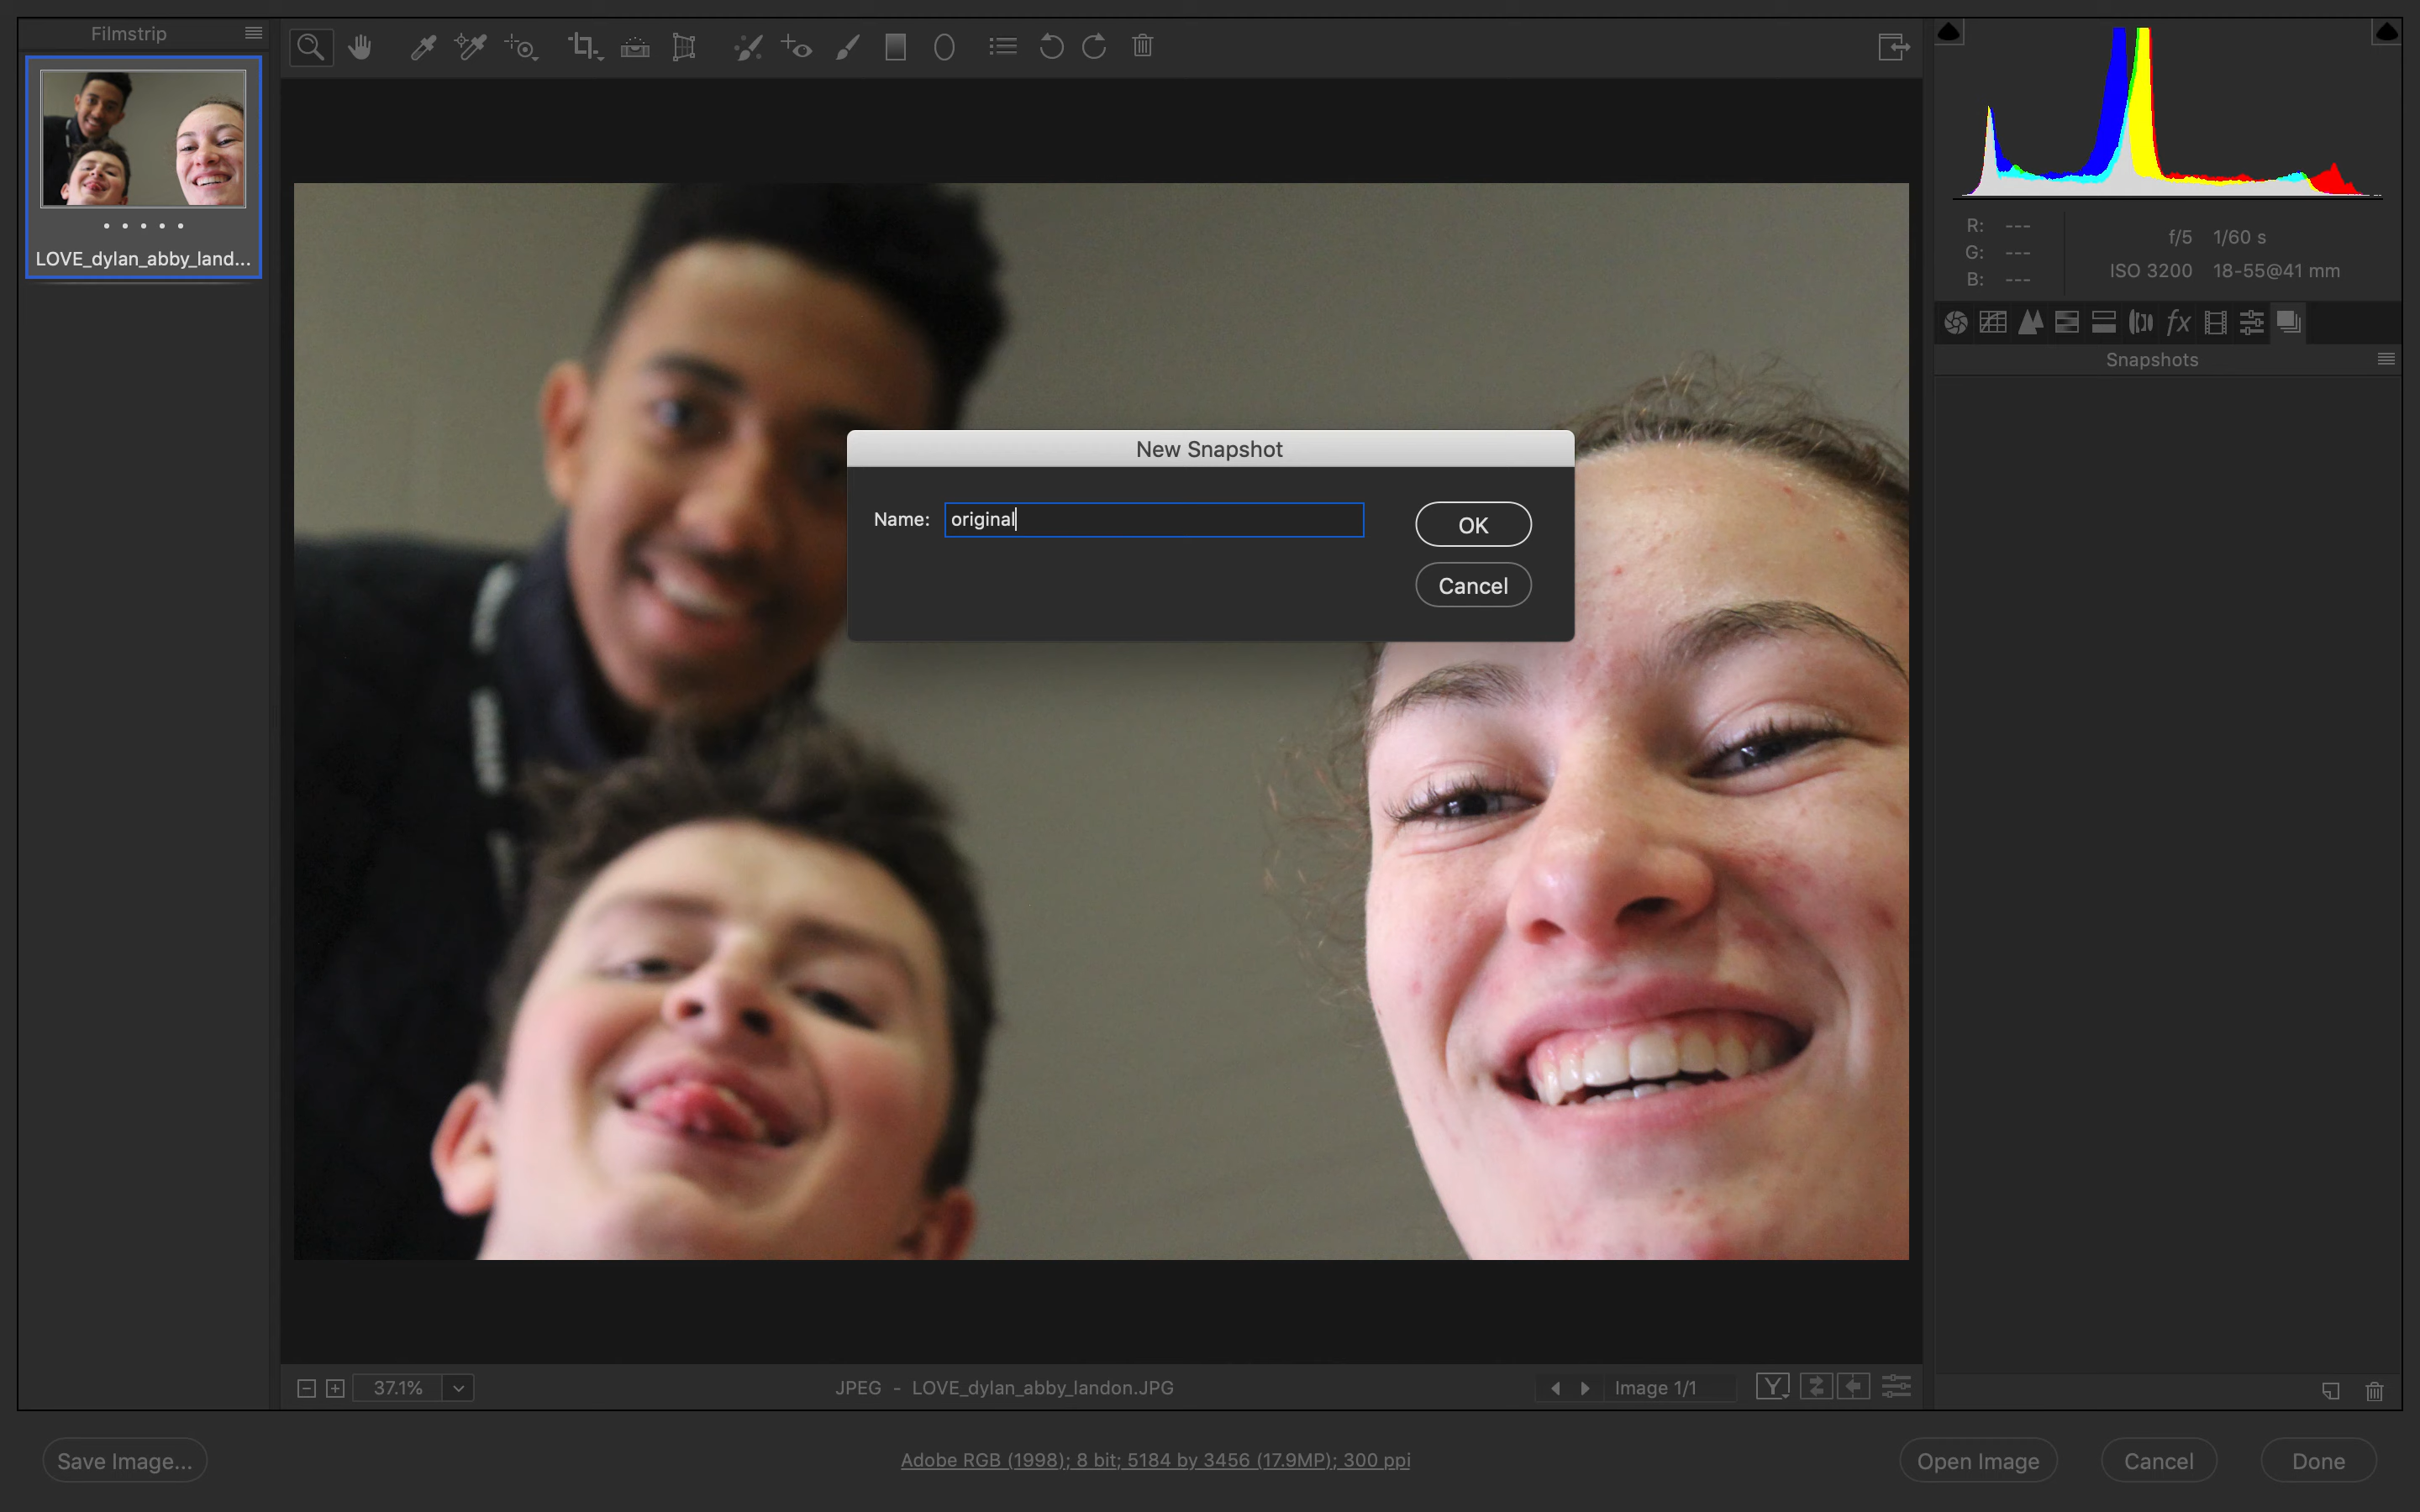 Filmstrip
LOVE_dylan_abby_land...
R: ---
G: ---
B: ---
f/5 1/60 s
ISO 3200 18-55@41 mm
fx
Snapshots
New Snapshot
Name: original
OK
Cancel
37.1%
JPEG - LOVE_dylan_abby_landon.JPG
Image 1/1
Y
Save Image...
Adobe RGB (1998); 8 bit; 5184 by 3456 (17.9MP); 300 ppi
Open Image
Cancel
Done